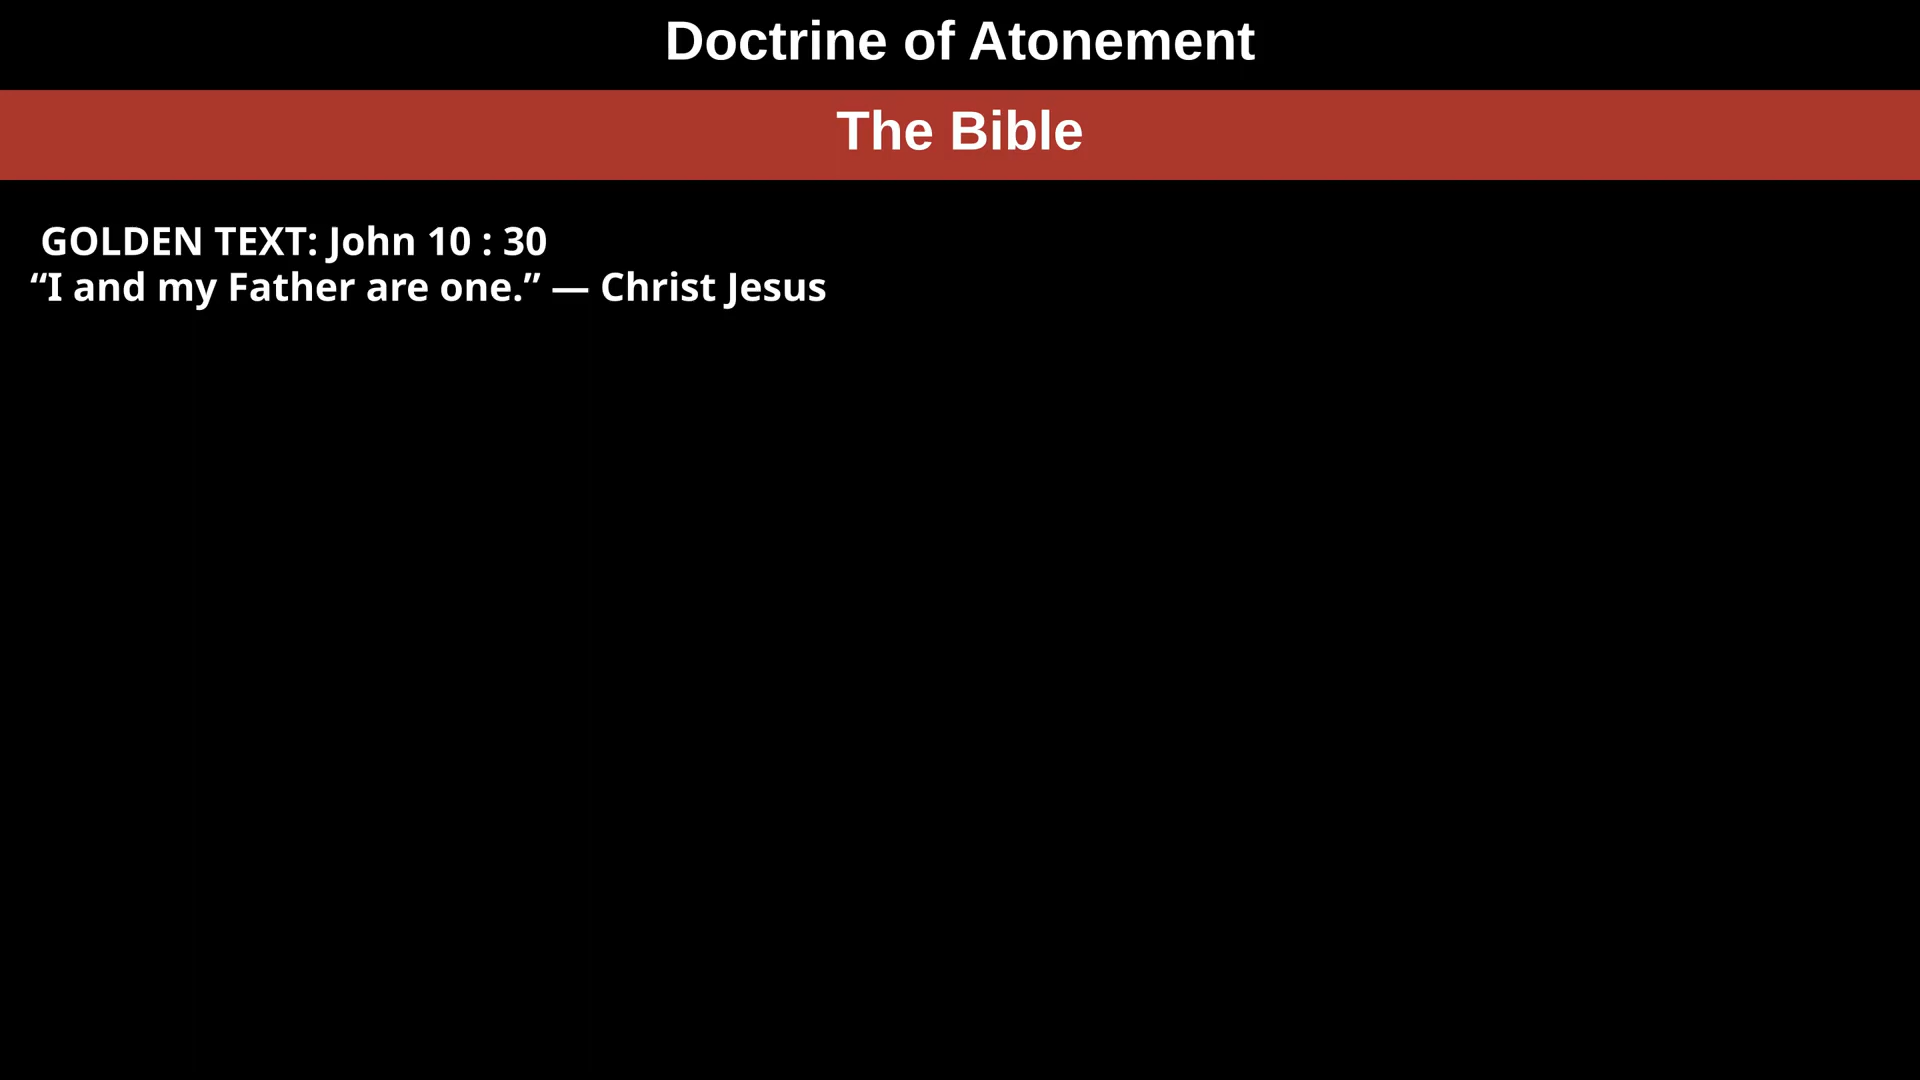 Doctrine of Atonement
The Bible
GOLDEN TEXT: John 10 : 30
“I and my Father are one.” — Christ Jesus